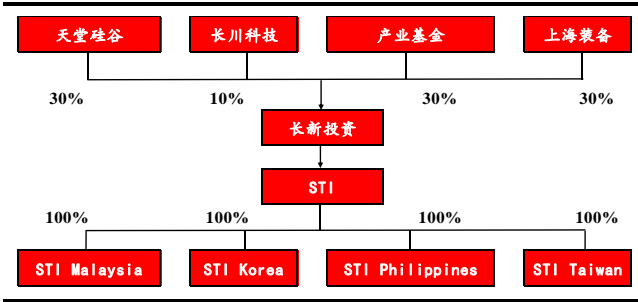 天堂硅谷 长川科技 产业基金 上海装备
30% 10% 30% 30%
长新投资
STI
100% 100% 100% 100%
STI Malaysia STI Korea STI Philippines STI Taiwan